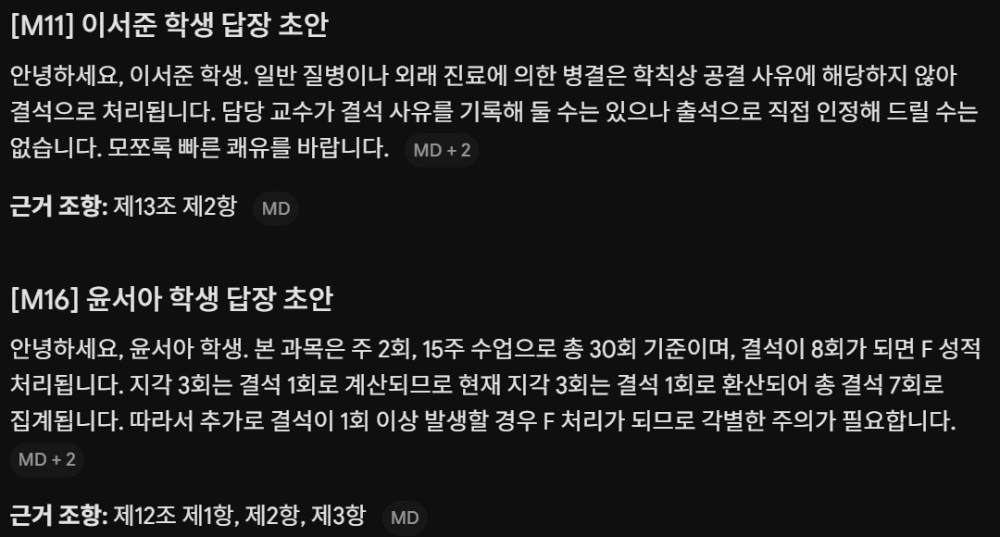 [M11] 이서준 학생 답장 초안
안녕하세요, 이서준 학생. 일반 질병이나 외래 진료에 의한 병결은 학칙상 공결 사유에 해당하지 않아
결석으로 처리됩니다. 담당 교수가 결석 사유를 기록해 둘 수는 있으나 출석으로 직접 인정해 드릴 수는
없습니다. 모쪼록 빠른 쾌유를 바랍니다. MD + 2
근거 조항: 제13조 제2항 MD
[M16] 윤서아 학생 답장 초안
안녕하세요, 윤서아 학생. 본 과목은 주 2회, 15주 수업으로 총 30회 기준이며, 결석이 8회가 되면 F 성적
처리됩니다. 지각 3회는 결석 1회로 계산되므로 현재 지각 3회는 결석 1회로 환산되어 총 결석 7회로
집계됩니다. 따라서 추가로 결석이 1회 이상 발생할 경우 F 처리가 되므로 각별한 주의가 필요합니다.
MD + 2
근거 조항: 제12조 제1항, 제2항, 제3항 MD